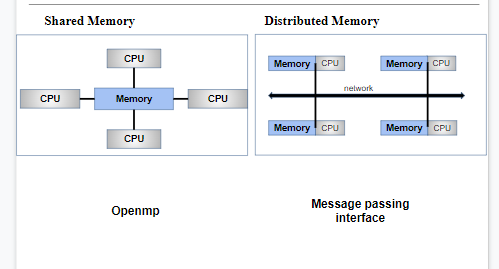 Shared Memory
Distributed Memory
CPU
CPU
Memory
CPU
CPU
Memory CPU
Memory CPU
network
Memory CPU
Memory CPU
Openmp
Message passing
interface